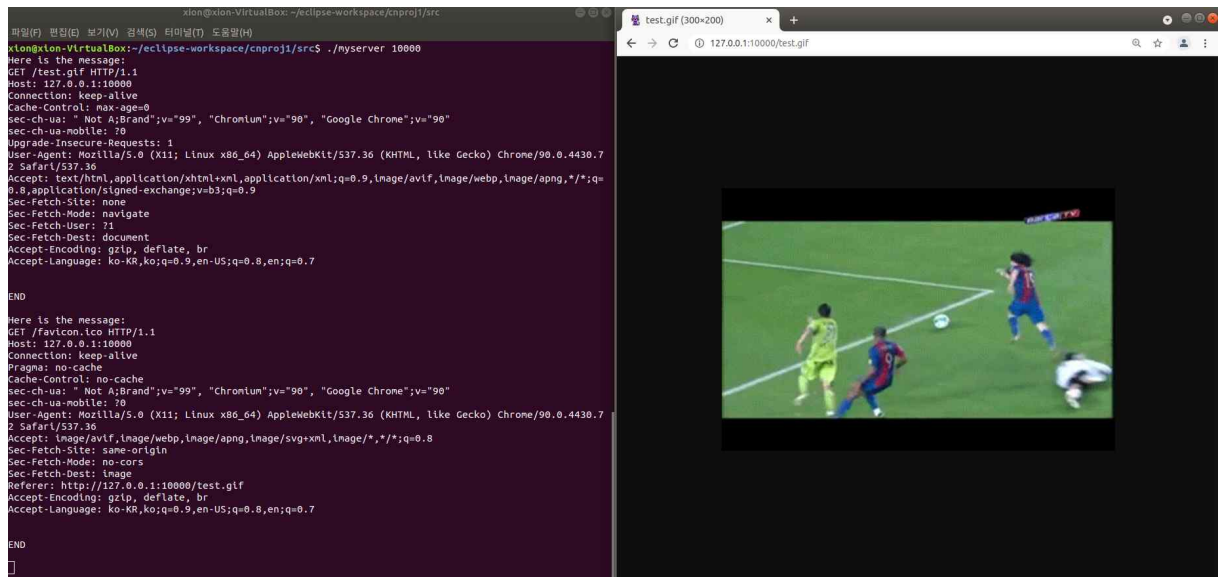 xion@xion-VirtualBox: ~/eclipse-workspace/cnproj1/src
파일(F) 편집(E) 보기(V) 검색(S) 터미널(T) 도움말(H)
xion@xion-VirtualBox:~/eclipse-workspace/cnproj1/src$ ./myserver 10000
Here is the message:
GET /test.gif HTTP/1.1
Host: 127.0.0.1:10000
Connection: keep-alive
Cache-Control: max-age=0
sec-ch-ua: " Not A;Brand";v="99", "Chromium";v="90", "Google Chrome";v="90"
sec-ch-ua-mobile: ?0
Upgrade-Insecure-Requests: 1
User-Agent: Mozilla/5.0 (X11; Linux x86_64) AppleWebKit/537.36 (KHTML, like Gecko) Chrome/90.0.4430.7
2 Safari/537.36
Accept: text/html,application/xhtml+xml,application/xml;q=0.9,image/avif,image/webp,image/apng,*/*;q=
0.8,application/signed-exchange;v=b3;q=0.9
Sec-Fetch-Site: none
Sec-Fetch-Mode: navigate
Sec-Fetch-User: ?1
Sec-Fetch-Dest: document
Accept-Encoding: gzip, deflate, br
Accept-Language: ko-KR,ko;q=0.9,en-US;q=0.8,en;q=0.7
END
Here is the message:
GET /favicon.ico HTTP/1.1
Host: 127.0.0.1:10000
Connection: keep-alive
Pragma: no-cache
Cache-Control: no-cache
sec-ch-ua: " Not A;Brand";v="99", "Chromium";v="90", "Google Chrome";v="90"
sec-ch-ua-mobile: ?0
User-Agent: Mozilla/5.0 (X11; Linux x86_64) AppleWebKit/537.36 (KHTML, like Gecko) Chrome/90.0.4430.7
2 Safari/537.36
Accept: image/avif,image/webp,image/apng,image/svg+xml,image/*,*/*;q=0.8
Sec-Fetch-Site: same-origin
Sec-Fetch-Mode: no-cors
Sec-Fetch-Dest: image
Referer: http://127.0.0.1:10000/test.gif
Accept-Encoding: gzip, deflate, br
Accept-Language: ko-KR,ko;q=0.9,en-US;q=0.8,en;q=0.7
END
test.gif (300×200)
127.0.0.1:10000/test.gif
Barça TV
9